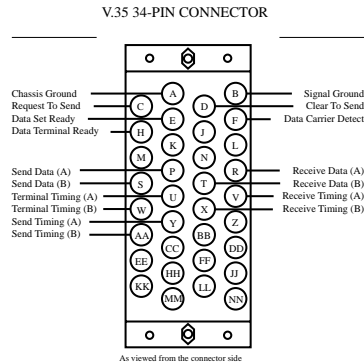 V.35 34-PIN CONNECTOR
Chassis Ground
Request To Send
Data Set Ready
Data Terminal Ready
Send Data (A)
Send Data (B)
Terminal Timing (A)
Terminal Timing (B)
Send Timing (A)
Send Timing (B)
A B
C D
E F
H J
K L
M N
P R
S T
U V
W X
Y Z
AA BB
CC DD
EE FF
HH JJ
KK LL
MM NN
Signal Ground
Clear To Send
Data Carrier Detect
Receive Data (A)
Receive Data (B)
Receive Timing (A)
Receive Timing (B)
As viewed from the connector side